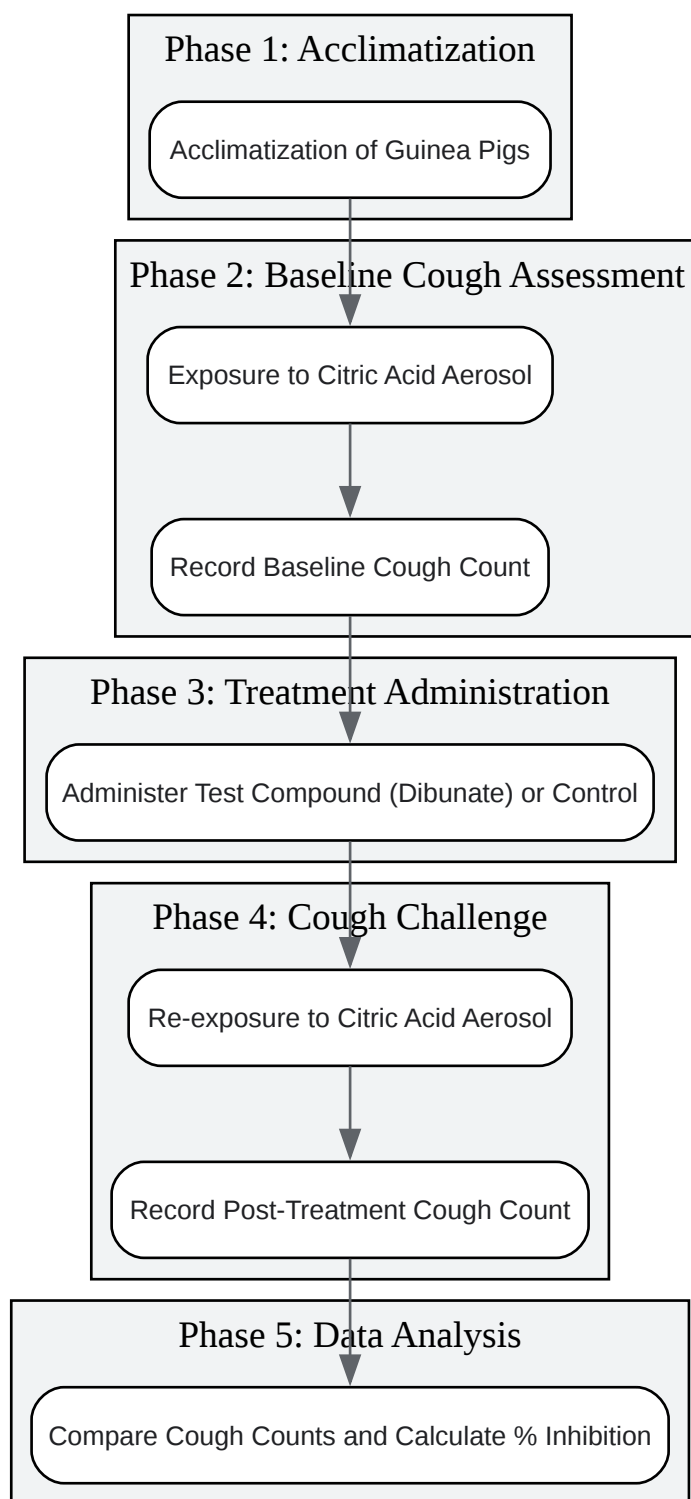 Phase 1: Acclimatization
Acclimatization of Guinea Pigs
Phase 2: Baseline Cough Assessment
Exposure to Citric Acid Aerosol
Record Baseline Cough Count
Phase 3: Treatment Administration
Administer Test Compound (Dibunate) or Control
Phase 4: Cough Challenge
Re-exposure to Citric Acid Aerosol
Record Post-Treatment Cough Count
Phase 5: Data Analysis
Compare Cough Counts and Calculate % Inhibition